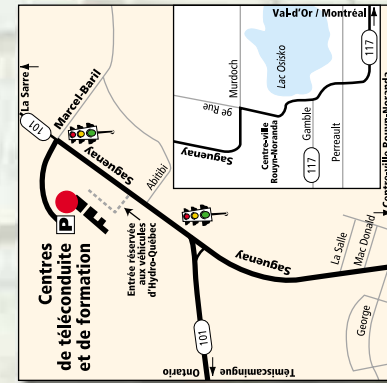 La Sarre
101
Marcel-Baril
Saguenay
Abitibi
P
Centres
de téléconduite
et de formation
Entrée réservée
aux véhicules
d'Hydro-Québec
101
Ontario
Témiscamingue
Saguenay
La Salle
Mac Donald
George
Centreville Rouyn-Noranda
Val-d'Or / Montréal
117
Murdoch
Lac Osisko
9e Rue
Saguenay
Centre-ville
Rouyn-Noranda
117
Gamble
Perreault